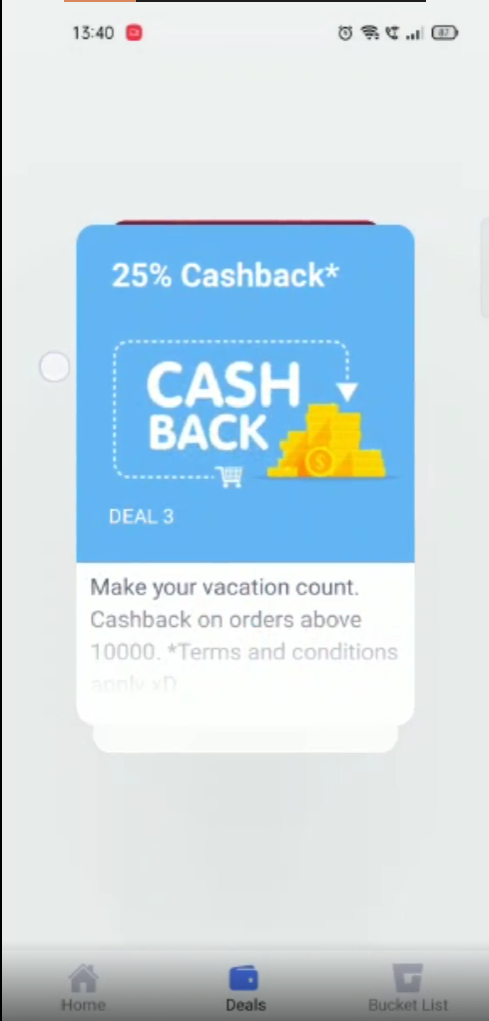 13:40
87
25% Cashback*
CASH
BACK
DEAL 3
Make your vacation count.
Cashback on orders above
10000. *Terms and conditions
apply xD
Home
Deals
Bucket List